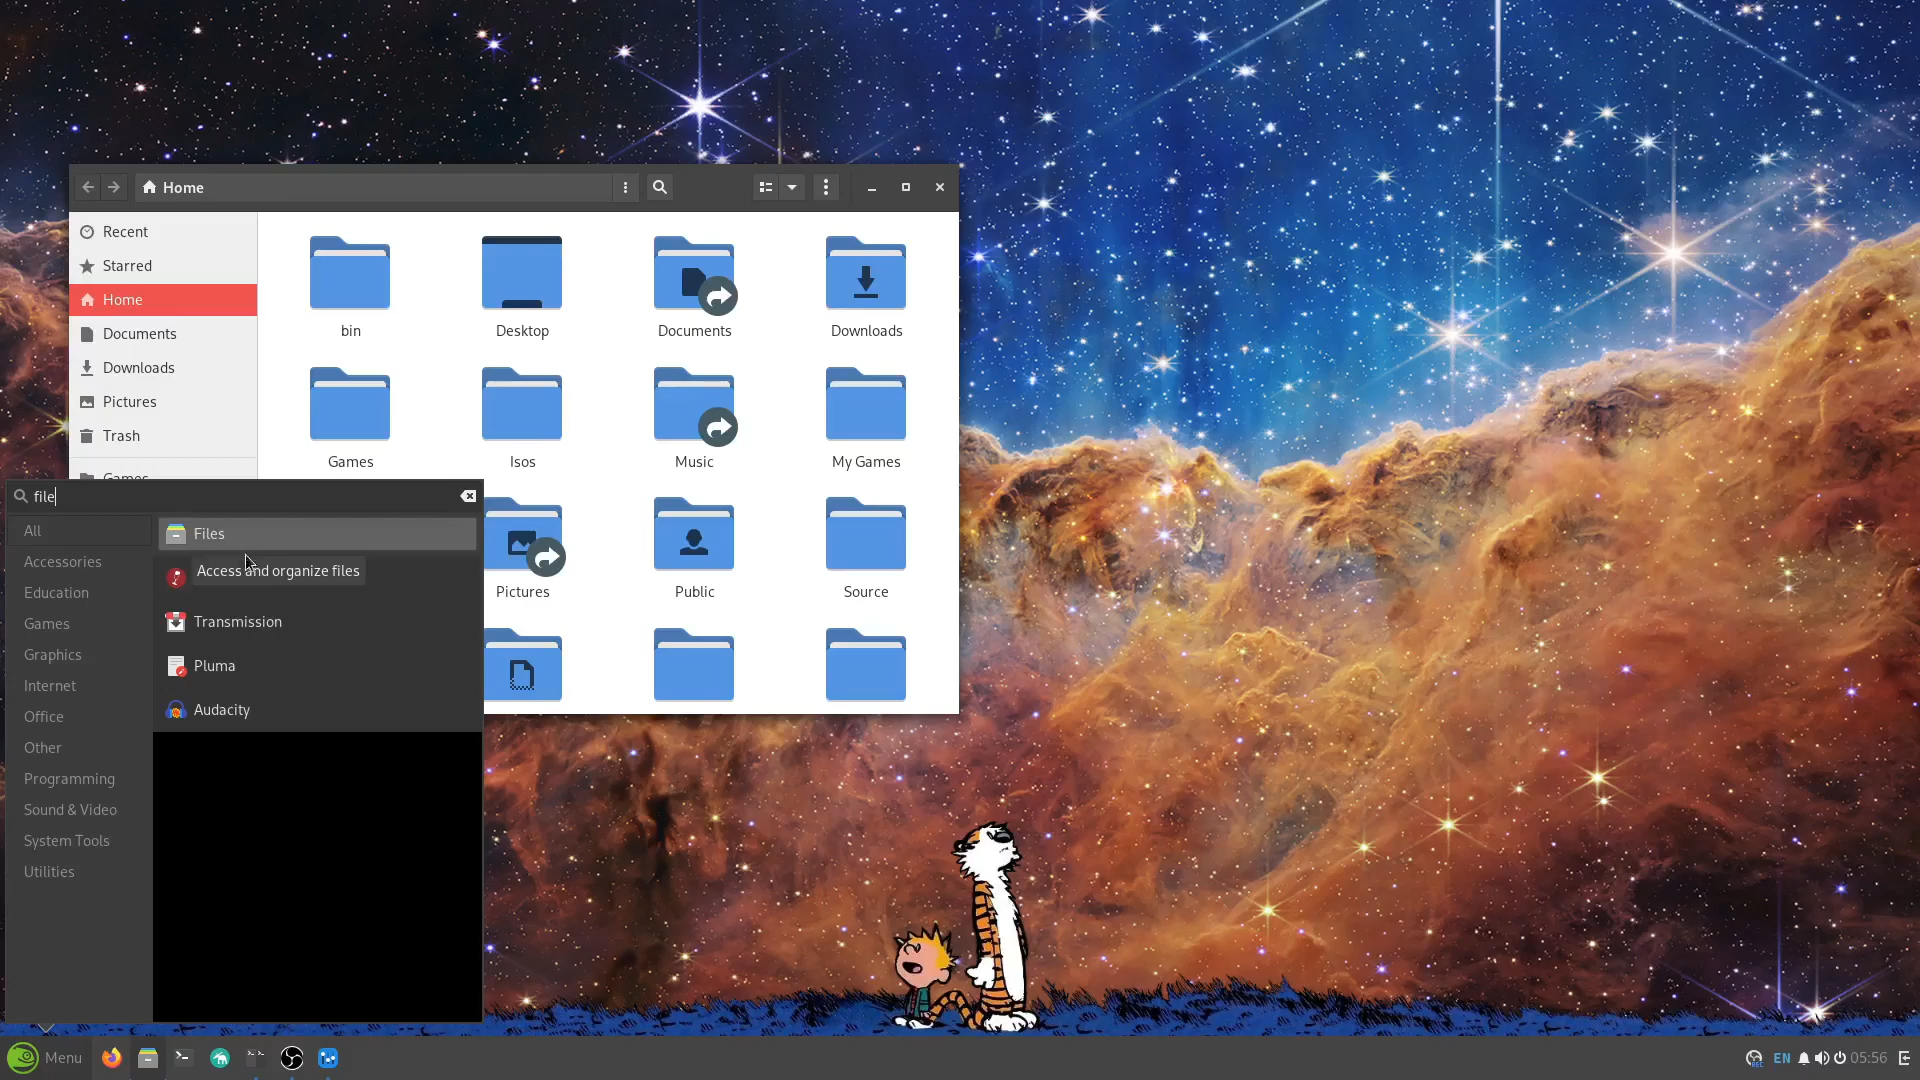 Home
Recent
Starred
Home
Documents
Downloads
Pictures
Trash
Games
bin
Desktop
Documents
Downloads
Games
Isos
Music
My Games
Pictures
Public
Source
file
All
Accessories
Education
Games
Graphics
Internet
Office
Other
Programming
Sound & Video
System Tools
Utilities
Files
Access and organize files
Transmission
Pluma
Audacity
Menu
EN
05:56